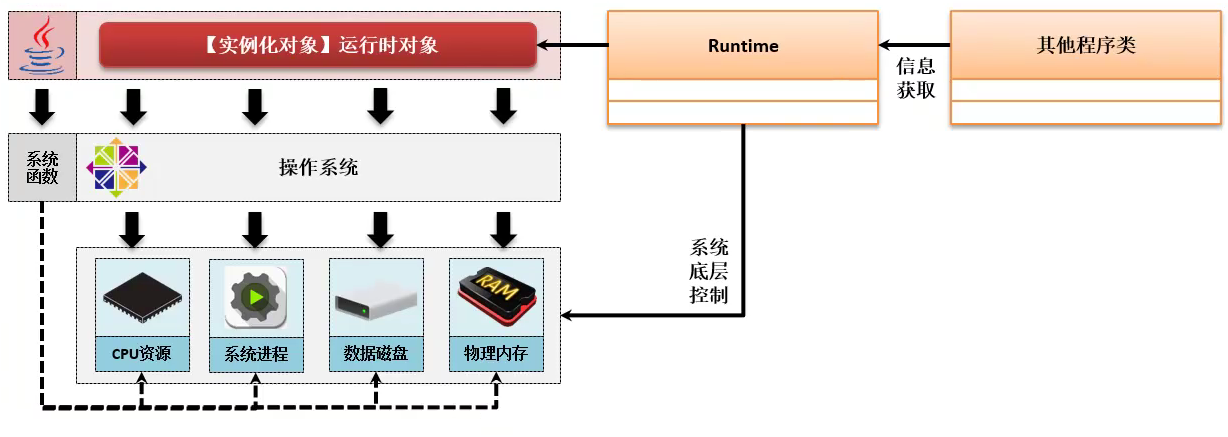 【实例化对象】运行时对象
Runtime
其他程序类
信息
获取
系统
函数
操作系统
系统
底层
控制
RAM
CPU资源
系统进程
数据磁盘
物理内存